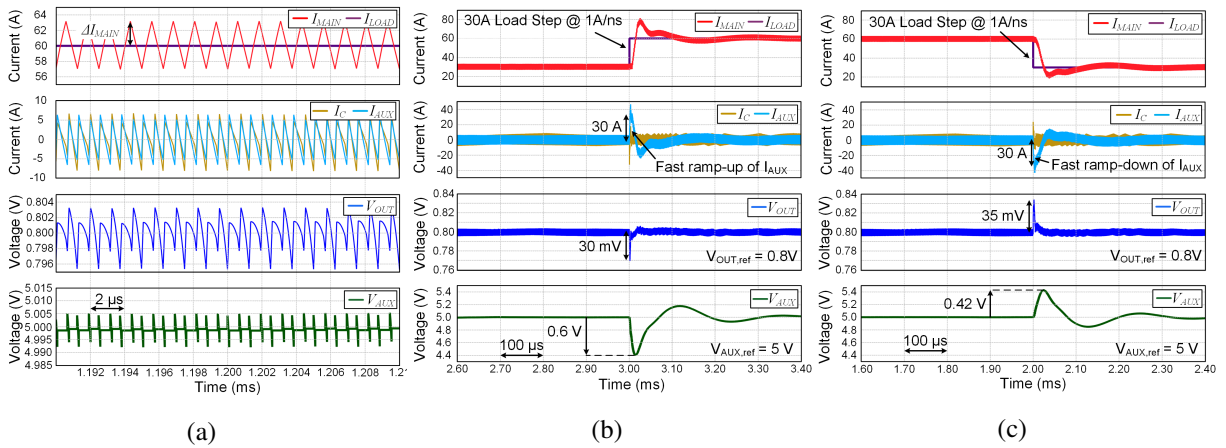 Current (A)
64
62
60
58
56
ΔI_MAIN
I_MAIN I_LOAD
Current (A)
10
5
0
-5
-10
I_C I_AUX
Voltage (V)
0.804
0.800
0.796
V_OUT
Voltage (V)
5.015
5.010
5.005
5.000
4.995
4.990
4.985
2 µs
V_AUX
1.192 1.194 1.196 1.198 1.200 1.202 1.204 1.206 1.208 1.21
Time (ms)
(a)
Current (A)
80
60
40
20
30A Load Step @ 1A/ns
I_MAIN I_LOAD
Current (A)
40
20
0
-20
-40
30 A
I_C I_AUX
Fast ramp-up of I_AUX
Voltage (V)
0.84
0.82
0.80
0.78
0.76
V_OUT
30 mV
V_OUT,ref = 0.8V
Voltage (V)
5.4
5.2
5.0
4.8
4.6
4.4
V_AUX
0.6 V
100 µs
V_AUX,ref = 5 V
2.60 2.70 2.80 2.90 3.00 3.10 3.20 3.30 3.40
Time (ms)
(b)
Current (A)
80
60
40
20
30A Load Step @ 1A/ns
I_MAIN I_LOAD
Current (A)
40
20
0
-20
-40
30 A
I_C I_AUX
Fast ramp-down of I_AUX
Voltage (V)
0.84
0.82
0.80
0.78
0.76
V_OUT
35 mV
V_OUT,ref = 0.8V
Voltage (V)
5.4
5.2
5.0
4.8
4.6
4.4
V_AUX
0.42 V
100 µs
V_AUX,ref = 5 V
1.60 1.70 1.80 1.90 2.00 2.10 2.20 2.30 2.40
Time (ms)
(c)